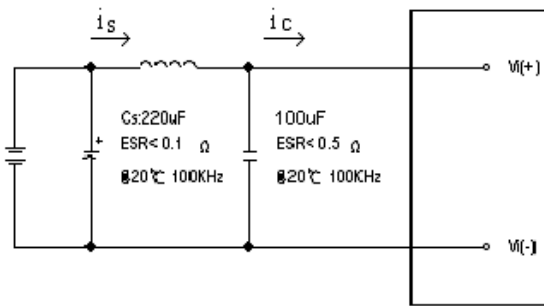 is
ic
Vi(+)
Cs:220uF
ESR< 0.1 Ω
@20℃ 100KHz
100uF
ESR< 0.5 Ω
@20℃ 100KHz
+
Vi(-)